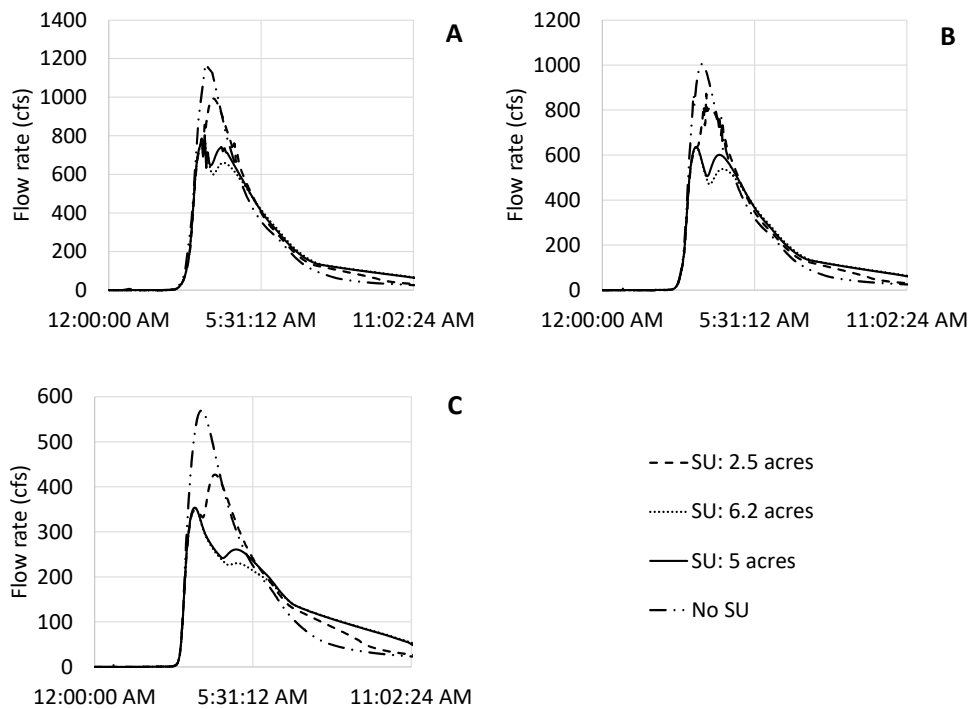 A
Flow rate (cfs)
1400
1200
1000
800
600
400
200
0
12:00:00 AM 5:31:12 AM 11:02:24 AM
B
Flow rate (cfs)
1200
1000
800
600
400
200
0
12:00:00 AM 5:31:12 AM 11:02:24 AM
C
Flow rate (cfs)
600
500
400
300
200
100
0
12:00:00 AM 5:31:12 AM 11:02:24 AM
SU: 2.5 acres
SU: 6.2 acres
SU: 5 acres
No SU